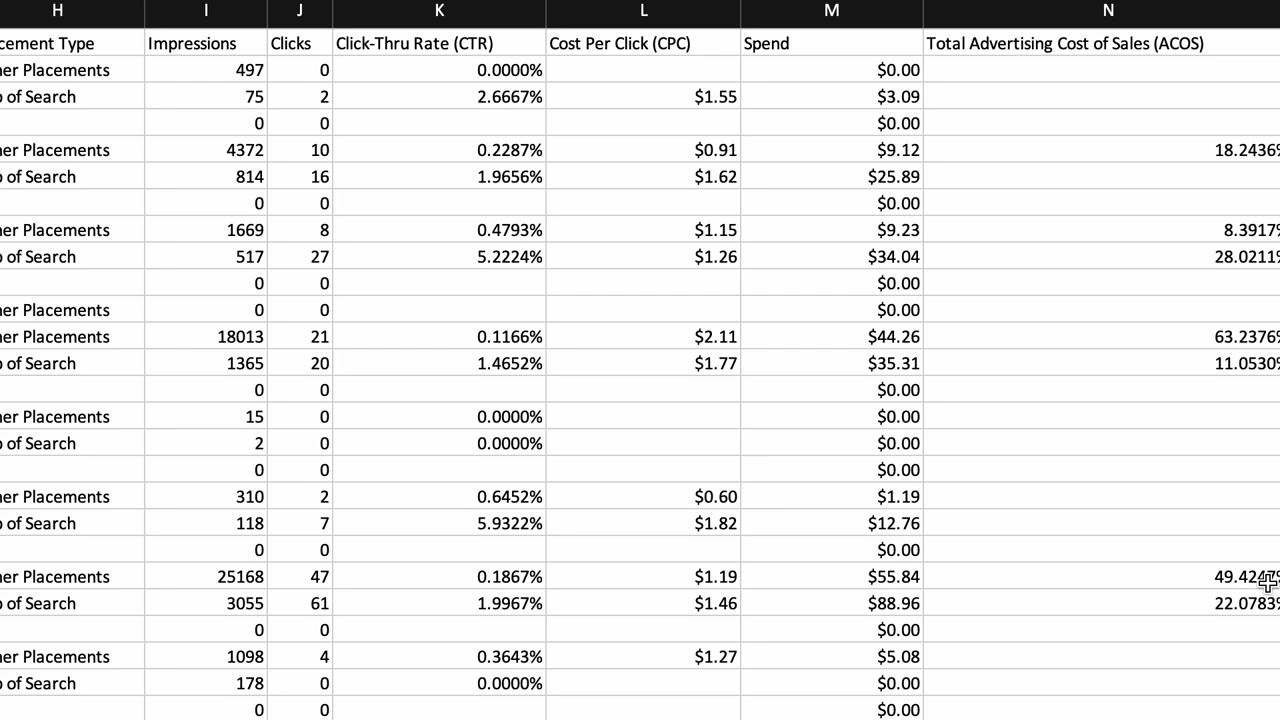 H I J K L M N
cement Type Impressions Clicks Click-Thru Rate (CTR) Cost Per Click (CPC) Spend Total Advertising Cost of Sales (ACOS)
ner Placements 497 0 0.0000% $0.00
o of Search 75 2 2.6667% $1.55 $3.09
0 0 $0.00
ner Placements 4372 10 0.2287% $0.91 $9.12 18.2436%
o of Search 814 16 1.9656% $1.62 $25.89
0 0 $0.00
ner Placements 1669 8 0.4793% $1.15 $9.23 8.3917%
o of Search 517 27 5.2224% $1.26 $34.04 28.0211%
0 0 $0.00
ner Placements 0 0 $0.00
ner Placements 18013 21 0.1166% $2.11 $44.26 63.2376%
o of Search 1365 20 1.4652% $1.77 $35.31 11.0530%
0 0 $0.00
ner Placements 15 0 0.0000% $0.00
o of Search 2 0 0.0000% $0.00
0 0 $0.00
ner Placements 310 2 0.6452% $0.60 $1.19
o of Search 118 7 5.9322% $1.82 $12.76
0 0 $0.00
ner Placements 25168 47 0.1867% $1.19 $55.84
o of Search 3055 61 1.9967% $1.46 $88.96 22.0783%
0 0 $0.00
ner Placements 1098 4 0.3643% $1.27 $5.08
o of Search 178 0 0.0000% $0.00
0 0 $0.00